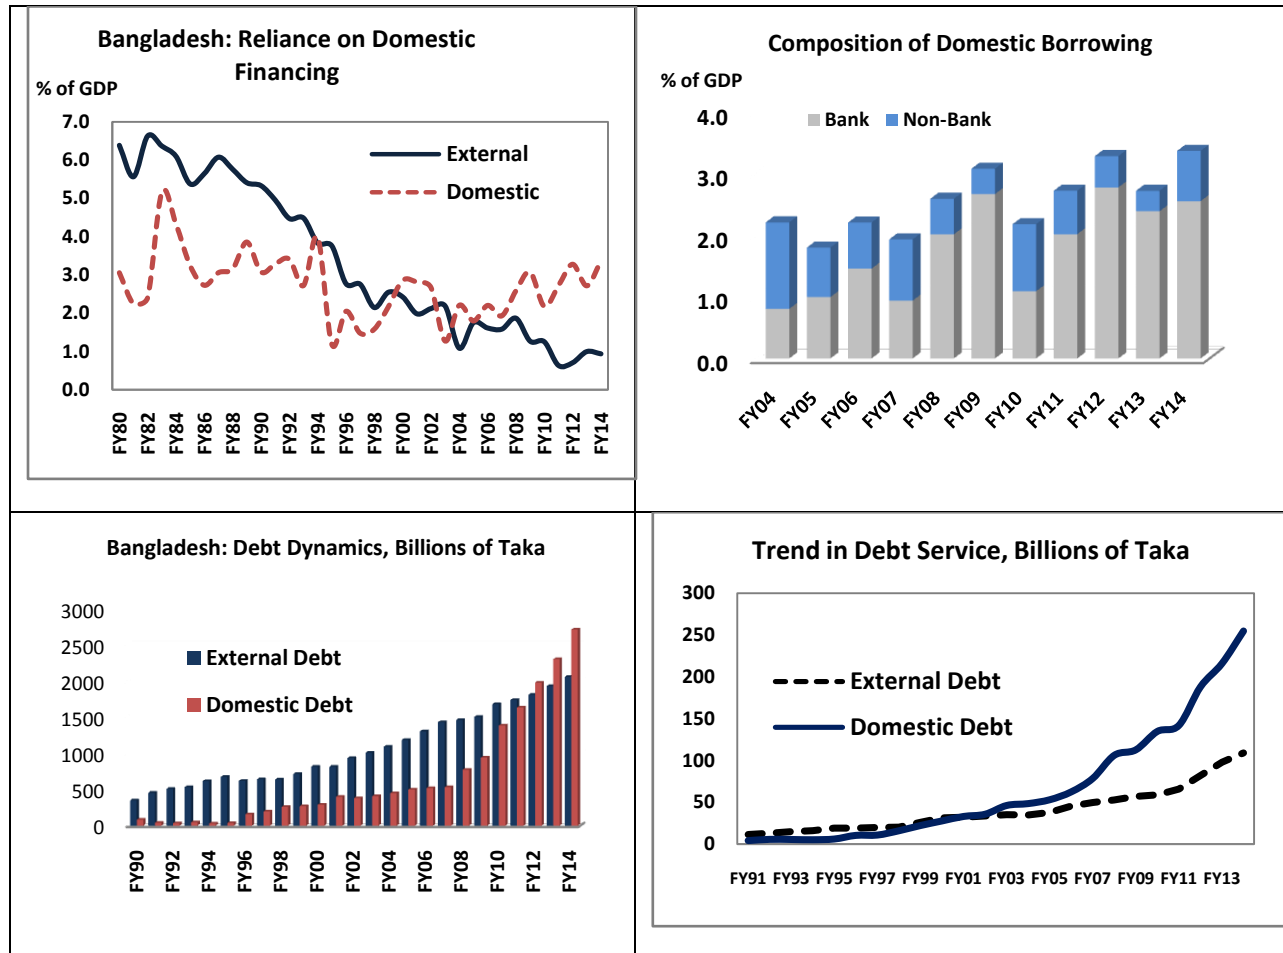 Bangladesh: Reliance on Domestic
Financing
% of GDP
7.0
6.0
5.0
4.0
3.0
2.0
1.0
0.0
External
Domestic
FY80
FY82
FY84
FY86
FY88
FY90
FY92
FY94
FY96
FY98
FY00
FY02
FY04
FY06
FY08
FY10
FY12
FY14
Composition of Domestic Borrowing
% of GDP
4.0
3.0
2.0
1.0
0.0
Bank Non-Bank
FY04
FY05
FY06
FY07
FY08
FY09
FY10
FY11
FY12
FY13
FY14
Bangladesh: Debt Dynamics, Billions of Taka
3000
2500
2000
1500
1000
500
0
External Debt
Domestic Debt
FY90
FY92
FY94
FY96
FY98
FY00
FY02
FY04
FY06
FY08
FY10
FY12
FY14
Trend in Debt Service, Billions of Taka
300
250
200
150
100
50
0
External Debt
Domestic Debt
FY91 FY93 FY95 FY97 FY99 FY01 FY03 FY05 FY07 FY09 FY11 FY13